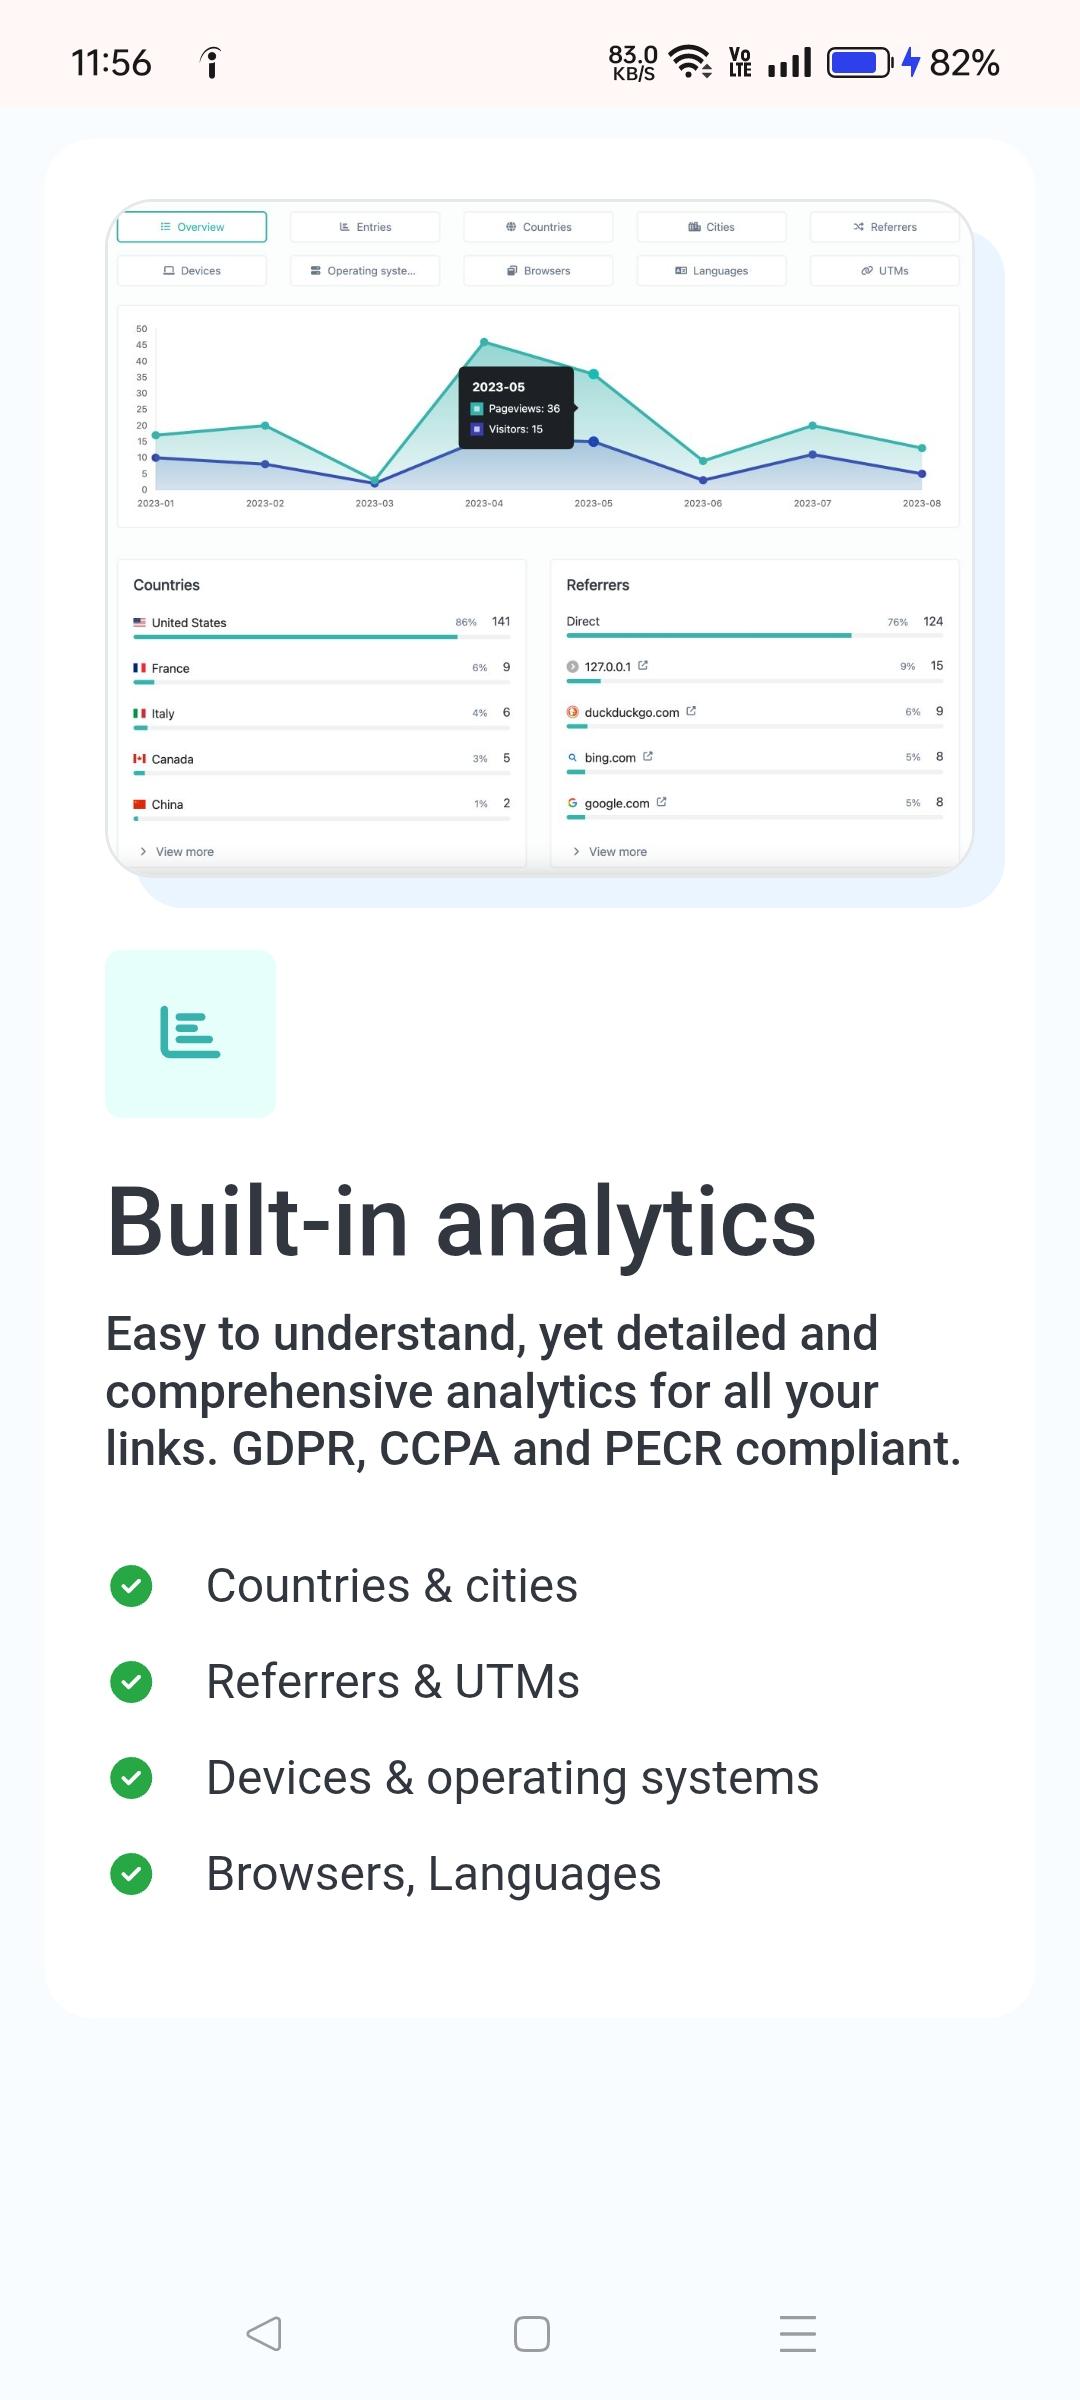 11:56
83.0
KB/S
Vo
LTE
82%
Overview
Entries
Countries
Cities
Referrers
Devices
Operating syste...
Browsers
Languages
UTMs
50
45
40
35
30
25
20
15
10
5
0
2023-05
Pageviews: 36
Visitors: 15
2023-01
2023-02
2023-03
2023-04
2023-05
2023-06
2023-07
2023-08
Countries
United States 86% 141
France 6% 9
Italy 4% 6
Canada 3% 5
China 1% 2
View more
Referrers
Direct 76% 124
127.0.0.1 9% 15
duckduckgo.com 6% 9
bing.com 5% 8
google.com 5% 8
View more
Built-in analytics
Easy to understand, yet detailed and
comprehensive analytics for all your
links. GDPR, CCPA and PECR compliant.
Countries & cities
Referrers & UTMs
Devices & operating systems
Browsers, Languages